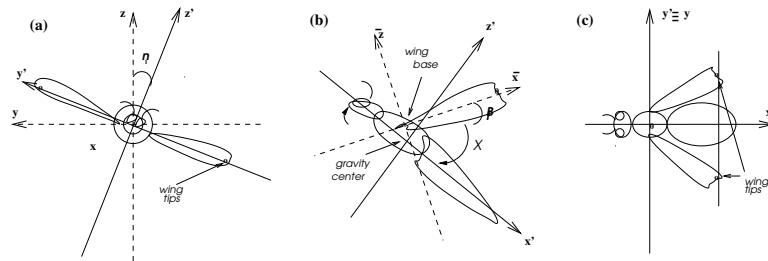 (a)
z
z'
η
y'
y
x
wing
tips
(b)
z̄
wing
base
z'
x̄
β
χ
gravity
center
x'
(c)
y'≡ y
x
wing
tips